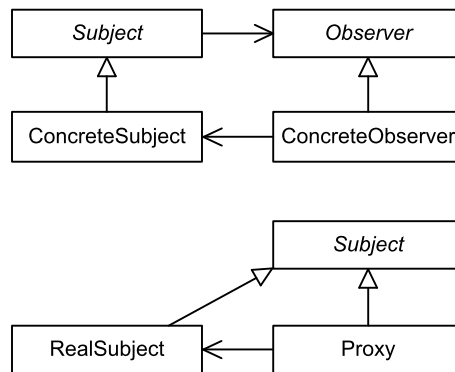 Subject
Observer
ConcreteSubject
ConcreteObserver
Subject
RealSubject
Proxy